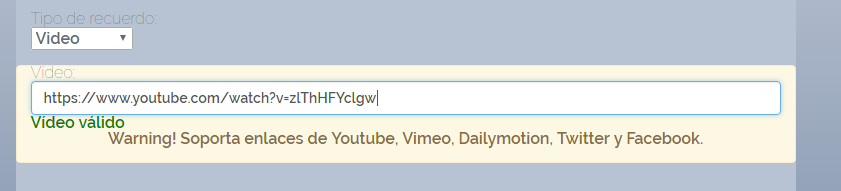 Tipo de recuerdo:
Video
Video:
https://www.youtube.com/watch?v=zlThHFYclgw
Vídeo válido
Warning! Soporta enlaces de Youtube, Vimeo, Dailymotion, Twitter y Facebook.